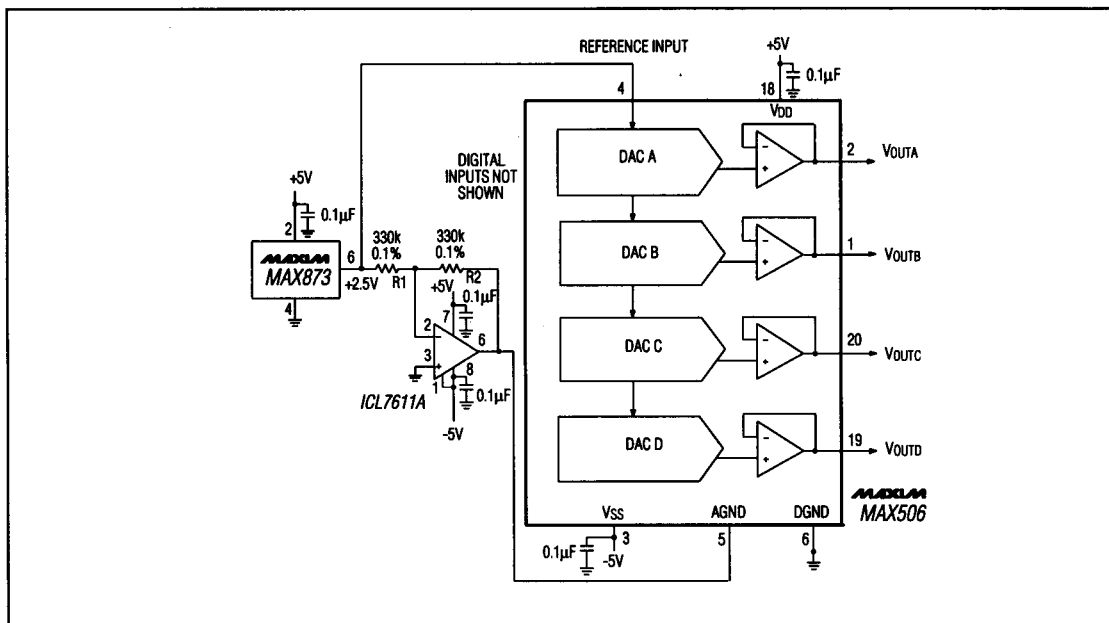 REFERENCE INPUT
+5V
0.1µF
4
18
VDD
DAC A
-
+
2
VOUTA
DIGITAL
INPUTS NOT
SHOWN
+5V
0.1µF
2
DAC B
-
+
1
VOUTB
MAXIM
MAX873
6
+2.5V
330k
0.1%
R1
330k
0.1%
R2
4
+5V
0.1µF
7
2
-
3
+
6
1
8
0.1µF
ICL7611A
-5V
DAC C
-
+
20
VOUTC
DAC D
-
+
19
VOUTD
MAXIM
MAX506
VSS
AGND
DGND
0.1µF
3
-5V
5
6